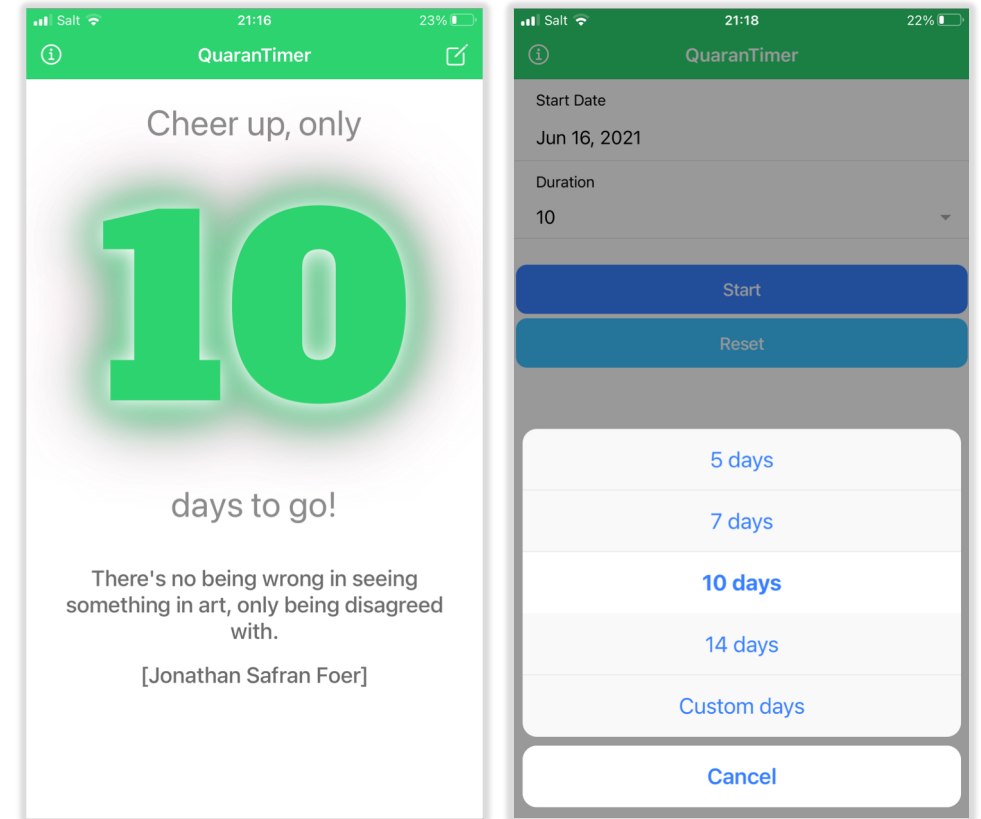 Salt 21:16 23%
QuaranTimer
Cheer up, only
10
days to go!
There's no being wrong in seeing
something in art, only being disagreed
with.
[Jonathan Safran Foer]
Salt 21:18 22%
QuaranTimer
Start Date
Jun 16, 2021
Duration
10
Start
Reset
5 days
7 days
10 days
14 days
Custom days
Cancel